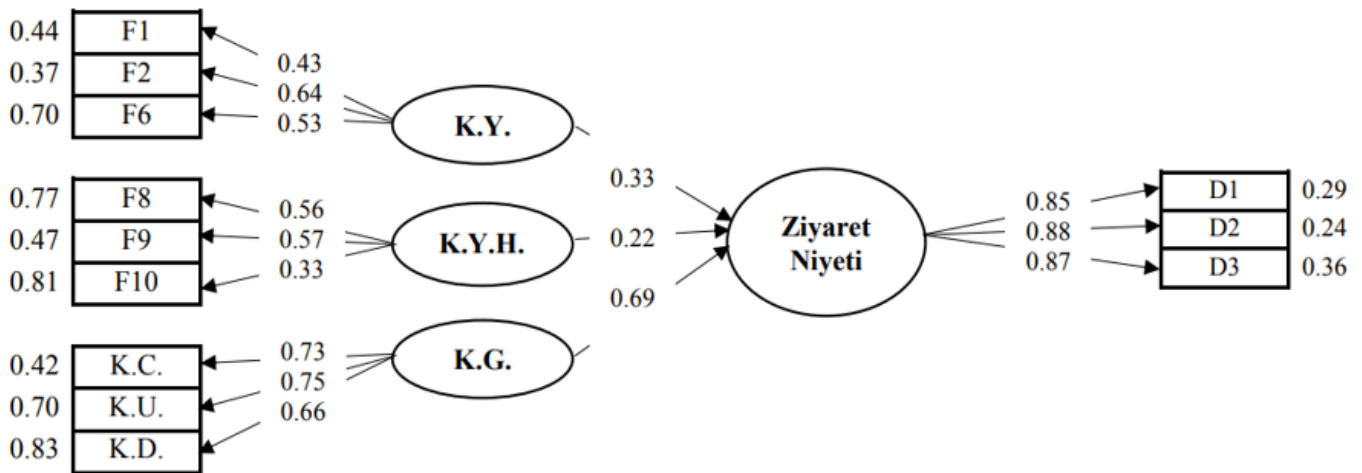 0.44 F1
0.37 F2
0.70 F6
0.43
0.64
0.53
K.Y.
0.77 F8
0.47 F9
0.81 F10
0.56
0.57
0.33
K.Y.H.
0.42 K.C.
0.70 K.U.
0.83 K.D.
0.73
0.75
0.66
K.G.
0.33
0.22
0.69
Ziyaret
Niyeti
0.85
0.88
0.87
D1 0.29
D2 0.24
D3 0.36